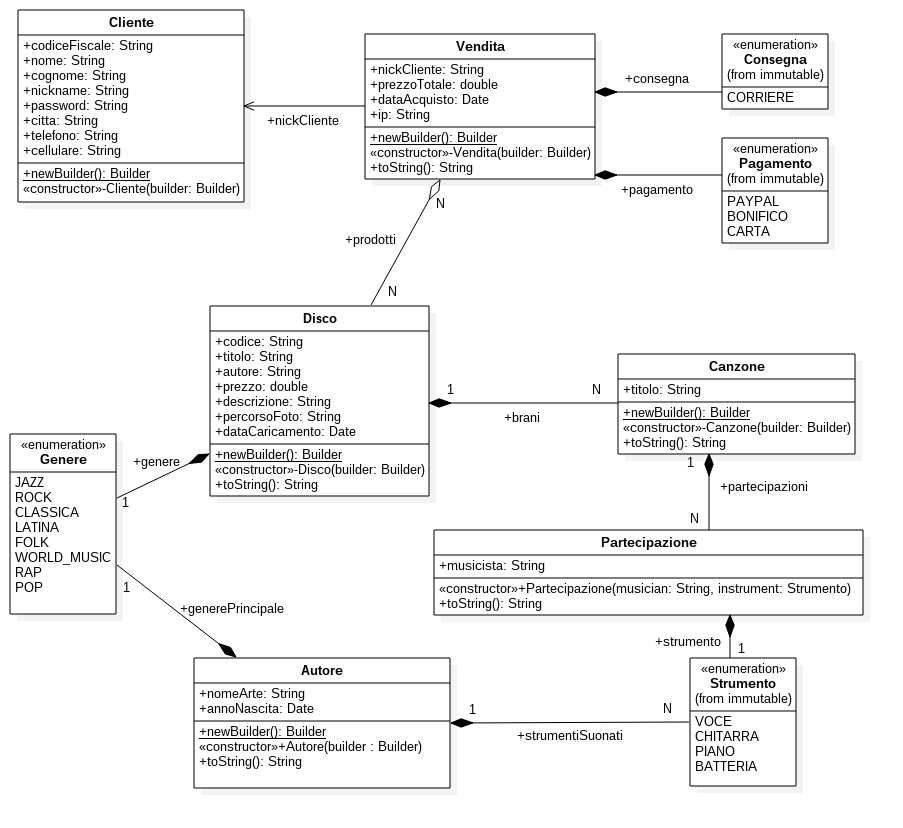 Cliente
+codiceFiscale: String
+nome: String
+cognome: String
+nickname: String
+password: String
+citta: String
+telefono: String
+cellulare: String
+newBuilder(): Builder
«constructor»-Cliente(builder: Builder)
+nickCliente
Vendita
+nickCliente: String
+prezzoTotale: double
+dataAcquisto: Date
+ip: String
+newBuilder(): Builder
«constructor»-Vendita(builder: Builder)
+toString(): String
+consegna
«enumeration»
Consegna
(from immutable)
CORRIERE
+pagamento
«enumeration»
Pagamento
(from immutable)
PAYPAL
BONIFICO
CARTA
N
+prodotti
N
Disco
+codice: String
+titolo: String
+autore: String
+prezzo: double
+descrizione: String
+percorsoFoto: String
+dataCaricamento: Date
+newBuilder(): Builder
«constructor»-Disco(builder: Builder)
+toString(): String
1
N
+brani
Canzone
+titolo: String
+newBuilder(): Builder
«constructor»-Canzone(builder: Builder)
+toString(): String
1
+partecipazioni
N
«enumeration»
Genere
JAZZ
ROCK
CLASSICA
LATINA
FOLK
WORLD_MUSIC
RAP
POP
+genere
1
1
+generePrincipale
Partecipazione
+musicista: String
«constructor»+Partecipazione(musician: String, instrument: Strumento)
+toString(): String
+strumento
1
Autore
+nomeArte: String
+annoNascita: Date
+newBuilder(): Builder
«constructor»+Autore(builder : Builder)
+toString(): String
1
N
+strumentiSuonati
«enumeration»
Strumento
(from immutable)
VOCE
CHITARRA
PIANO
BATTERIA